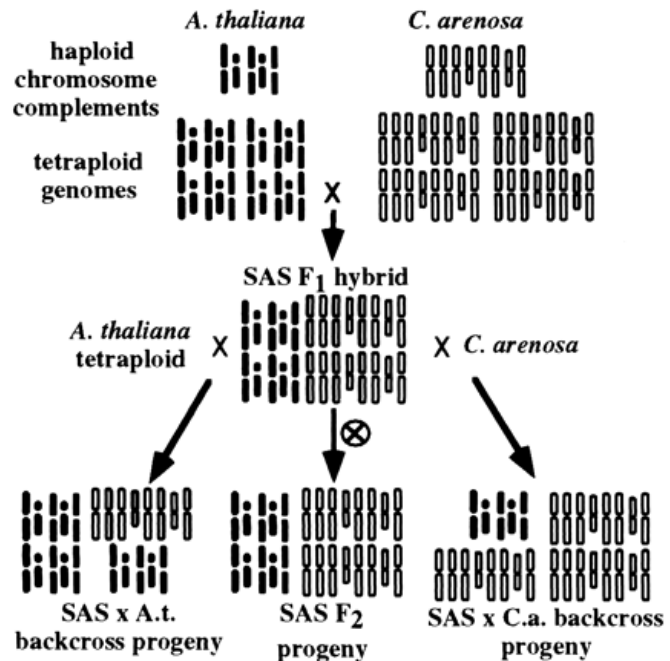 A. thaliana
C. arenosa
haploid
chromosome
complements
tetraploid
genomes
X
SAS F1 hybrid
A. thaliana
tetraploid
X
X C. arenosa
SAS x A.t.
backcross progeny
SAS F2
progeny
SAS x C.a. backcross
progeny